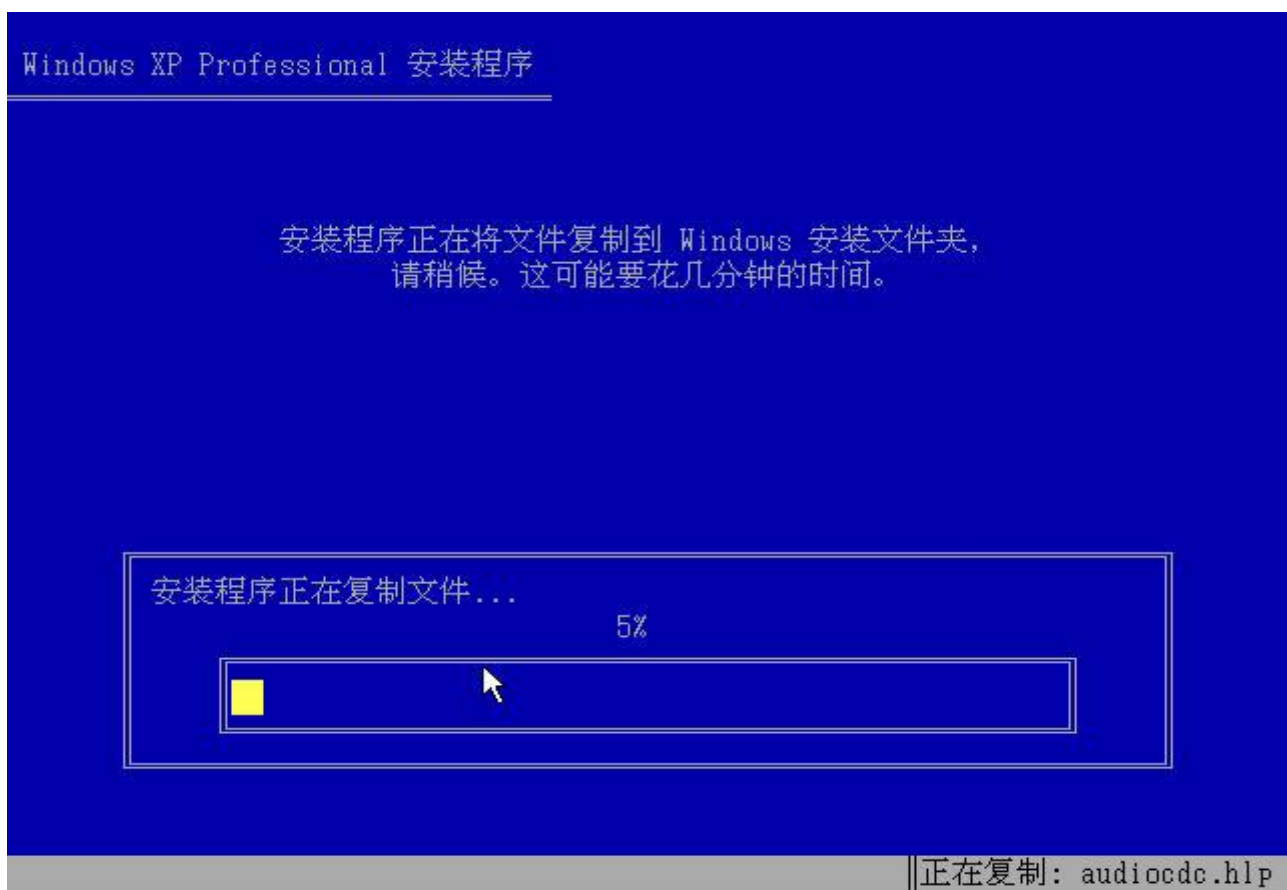 Windows XP Professional 安装程序
安装程序正在将文件复制到 Windows 安装文件夹,
请稍候。这可能要花几分钟的时间。
安装程序正在复制文件...
5%
正在复制: audiocdc.hlp